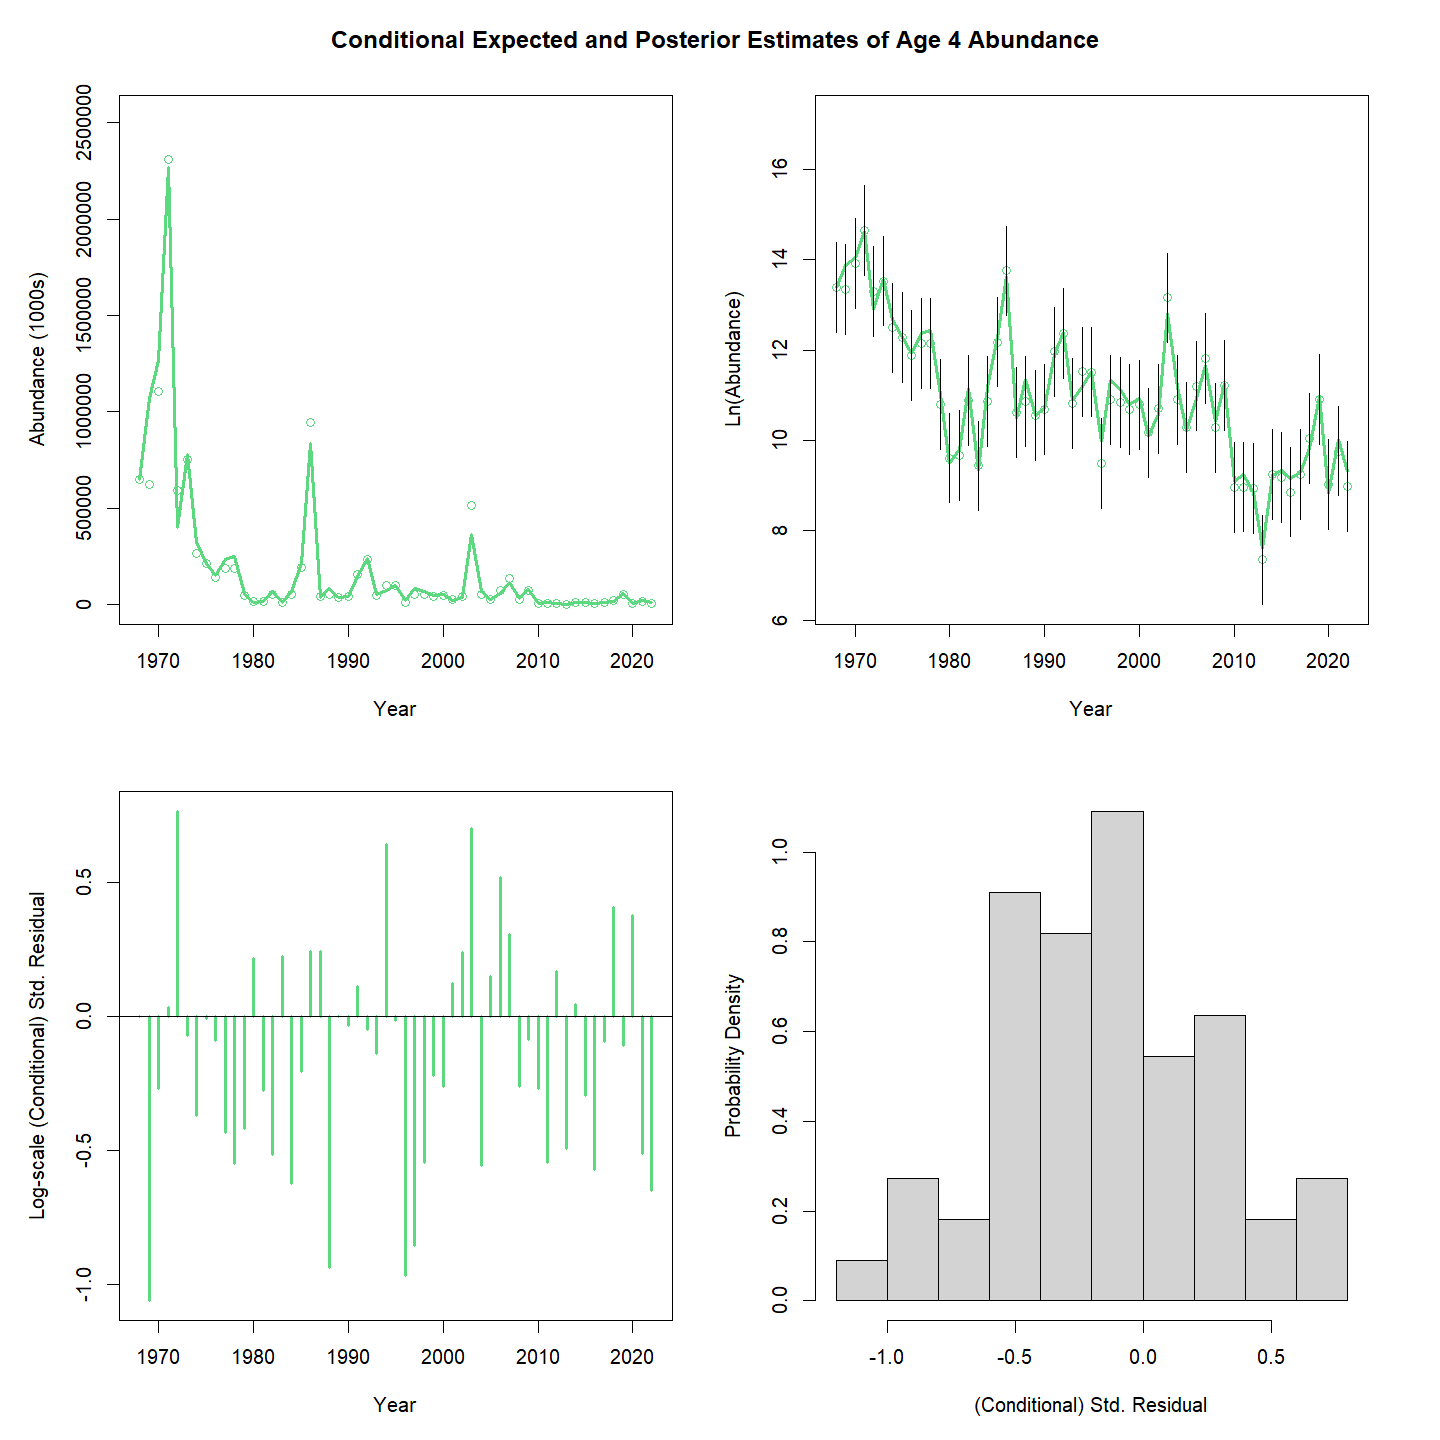 Conditional Expected and Posterior Estimates of Age 4 Abundance
Abundance (1000s)
2500000
2000000
1500000
1000000
500000
0
1970 1980 1990 2000 2010 2020
Year
Ln(Abundance)
16
14
12
10
8
6
1970 1980 1990 2000 2010 2020
Year
Log-scale (Conditional) Std. Residual
0.5
0.0
-0.5
-1.0
1970 1980 1990 2000 2010 2020
Year
Probability Density
1.0
0.8
0.6
0.4
0.2
0.0
-1.0 -0.5 0.0 0.5
(Conditional) Std. Residual